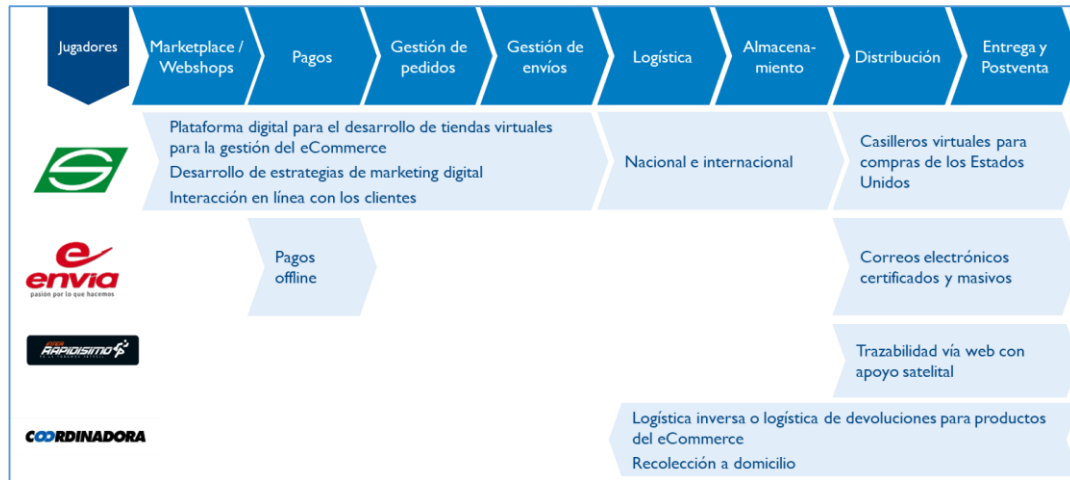 Jugadores
Marketplace /
Webshops
Pagos
Gestión de
pedidos
Gestión de
envíos
Logística
Almacena-
miento
Distribución
Entrega y
Postventa
Plataforma digital para el desarrollo de tiendas virtuales
para la gestión del eCommerce
Desarrollo de estrategias de marketing digital
Interacción en línea con los clientes
Nacional e internacional
Casilleros virtuales para
compras de los Estados
Unidos
envia
pasión por lo que hacemos
Pagos
offline
Correos electrónicos
certificados y masivos
RAPIDISIMO
Trazabilidad vía web con
apoyo satelital
COORDINADORA
Logística inversa o logística de devoluciones para productos
del eCommerce
Recolección a domicilio